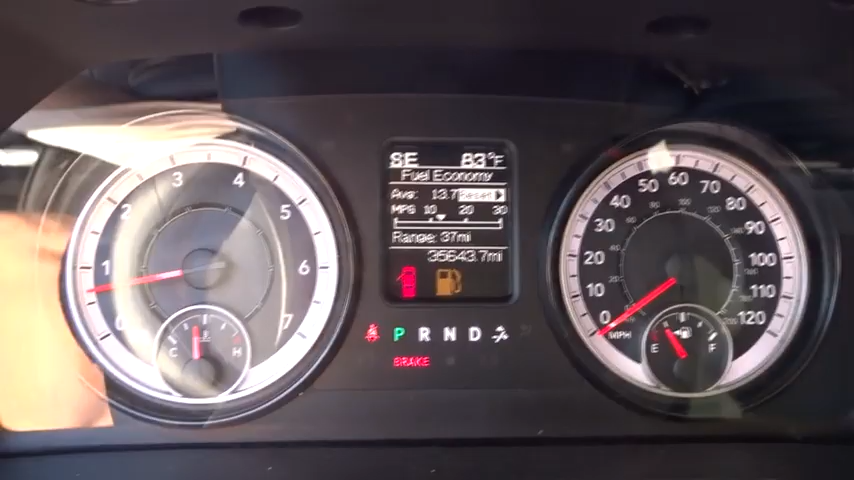 SE 83°F
Fuel Economy
Avg: 13.7 Reset
MPG 10 20 30
Range: 37mi
35643.7mi
P R N D
BRAKE
0 1 2 3 4 5 6 7
C H
0 10 20 30 40 50 60 70 80 90 100 110 120
MPH
E F